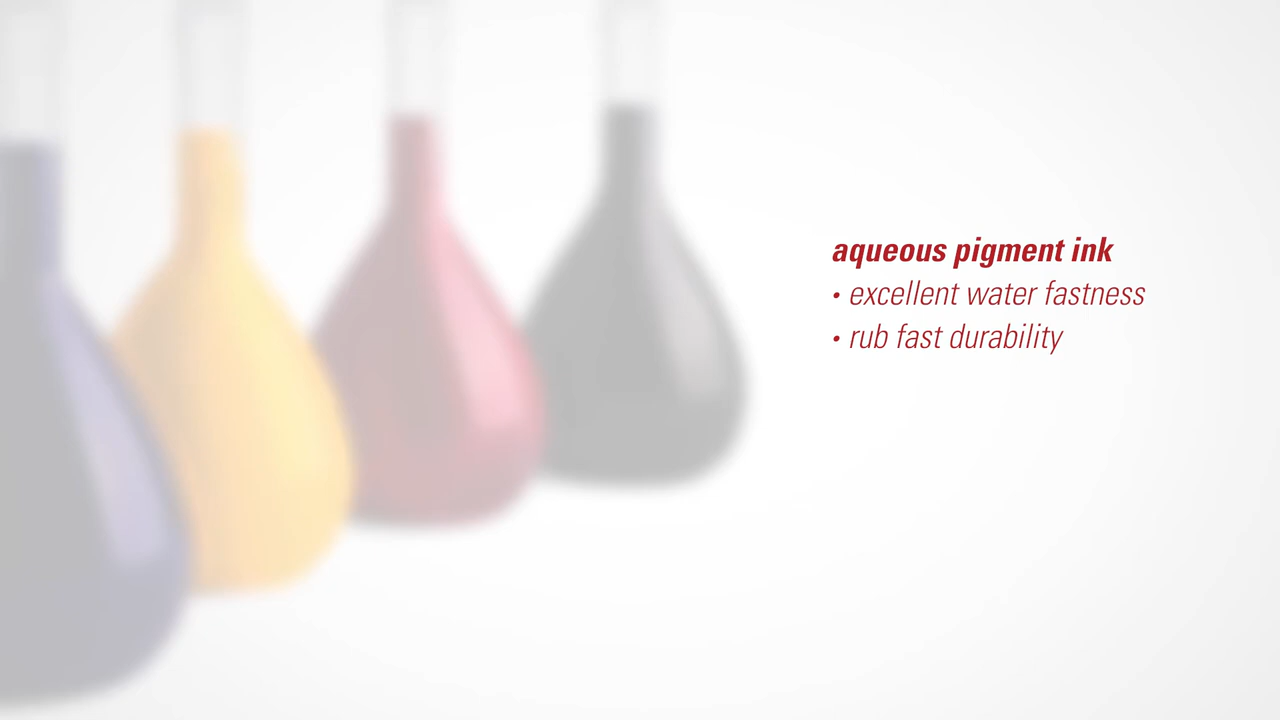 aqueous pigment ink
• excellent water fastness
• rub fast durability